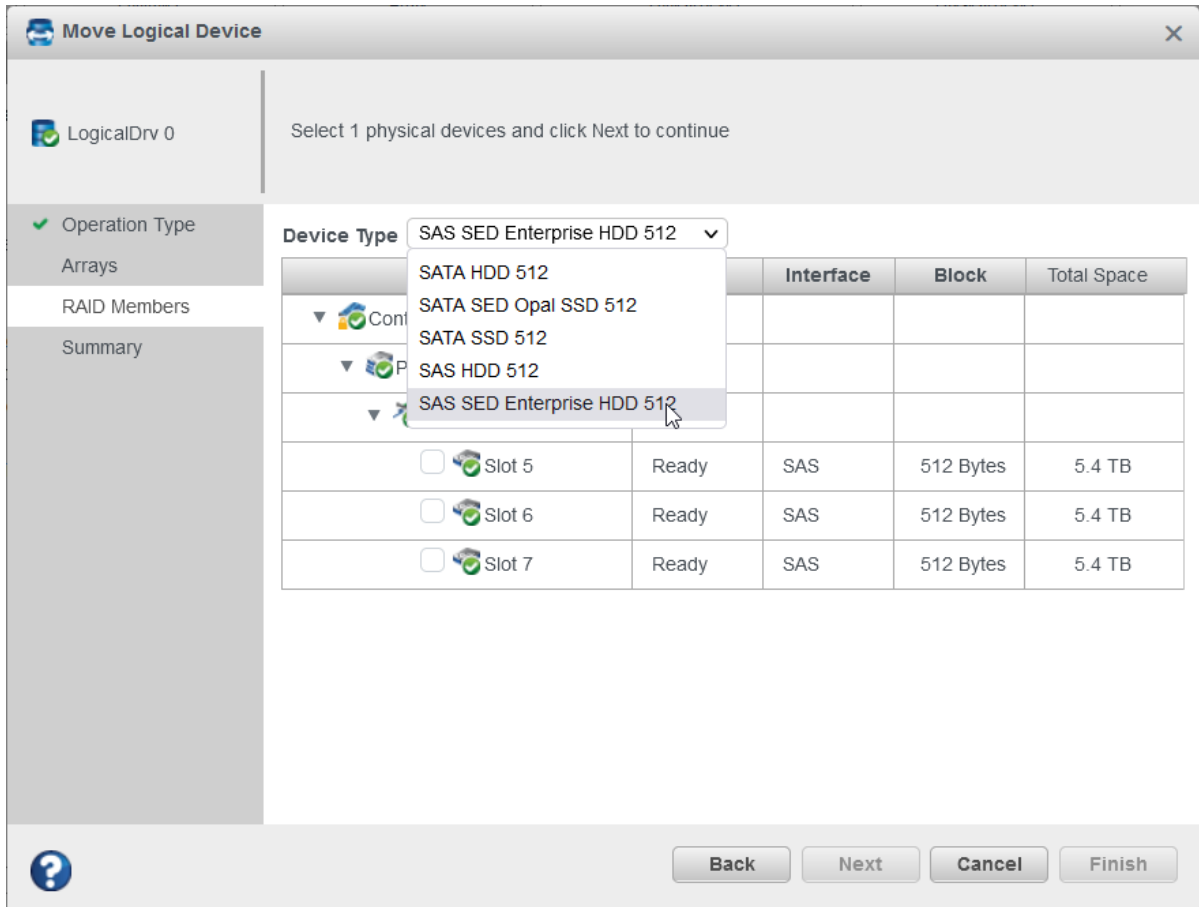 Move Logical Device
LogicalDrv 0
Select 1 physical devices and click Next to continue
Operation Type
Arrays
RAID Members
Summary
Device Type SAS SED Enterprise HDD 512
SATA HDD 512
SATA SED Opal SSD 512
SATA SSD 512
SAS HDD 512
SAS SED Enterprise HDD 512
Interface Block Total Space
Slot 5 Ready SAS 512 Bytes 5.4 TB
Slot 6 Ready SAS 512 Bytes 5.4 TB
Slot 7 Ready SAS 512 Bytes 5.4 TB
Back Next Cancel Finish